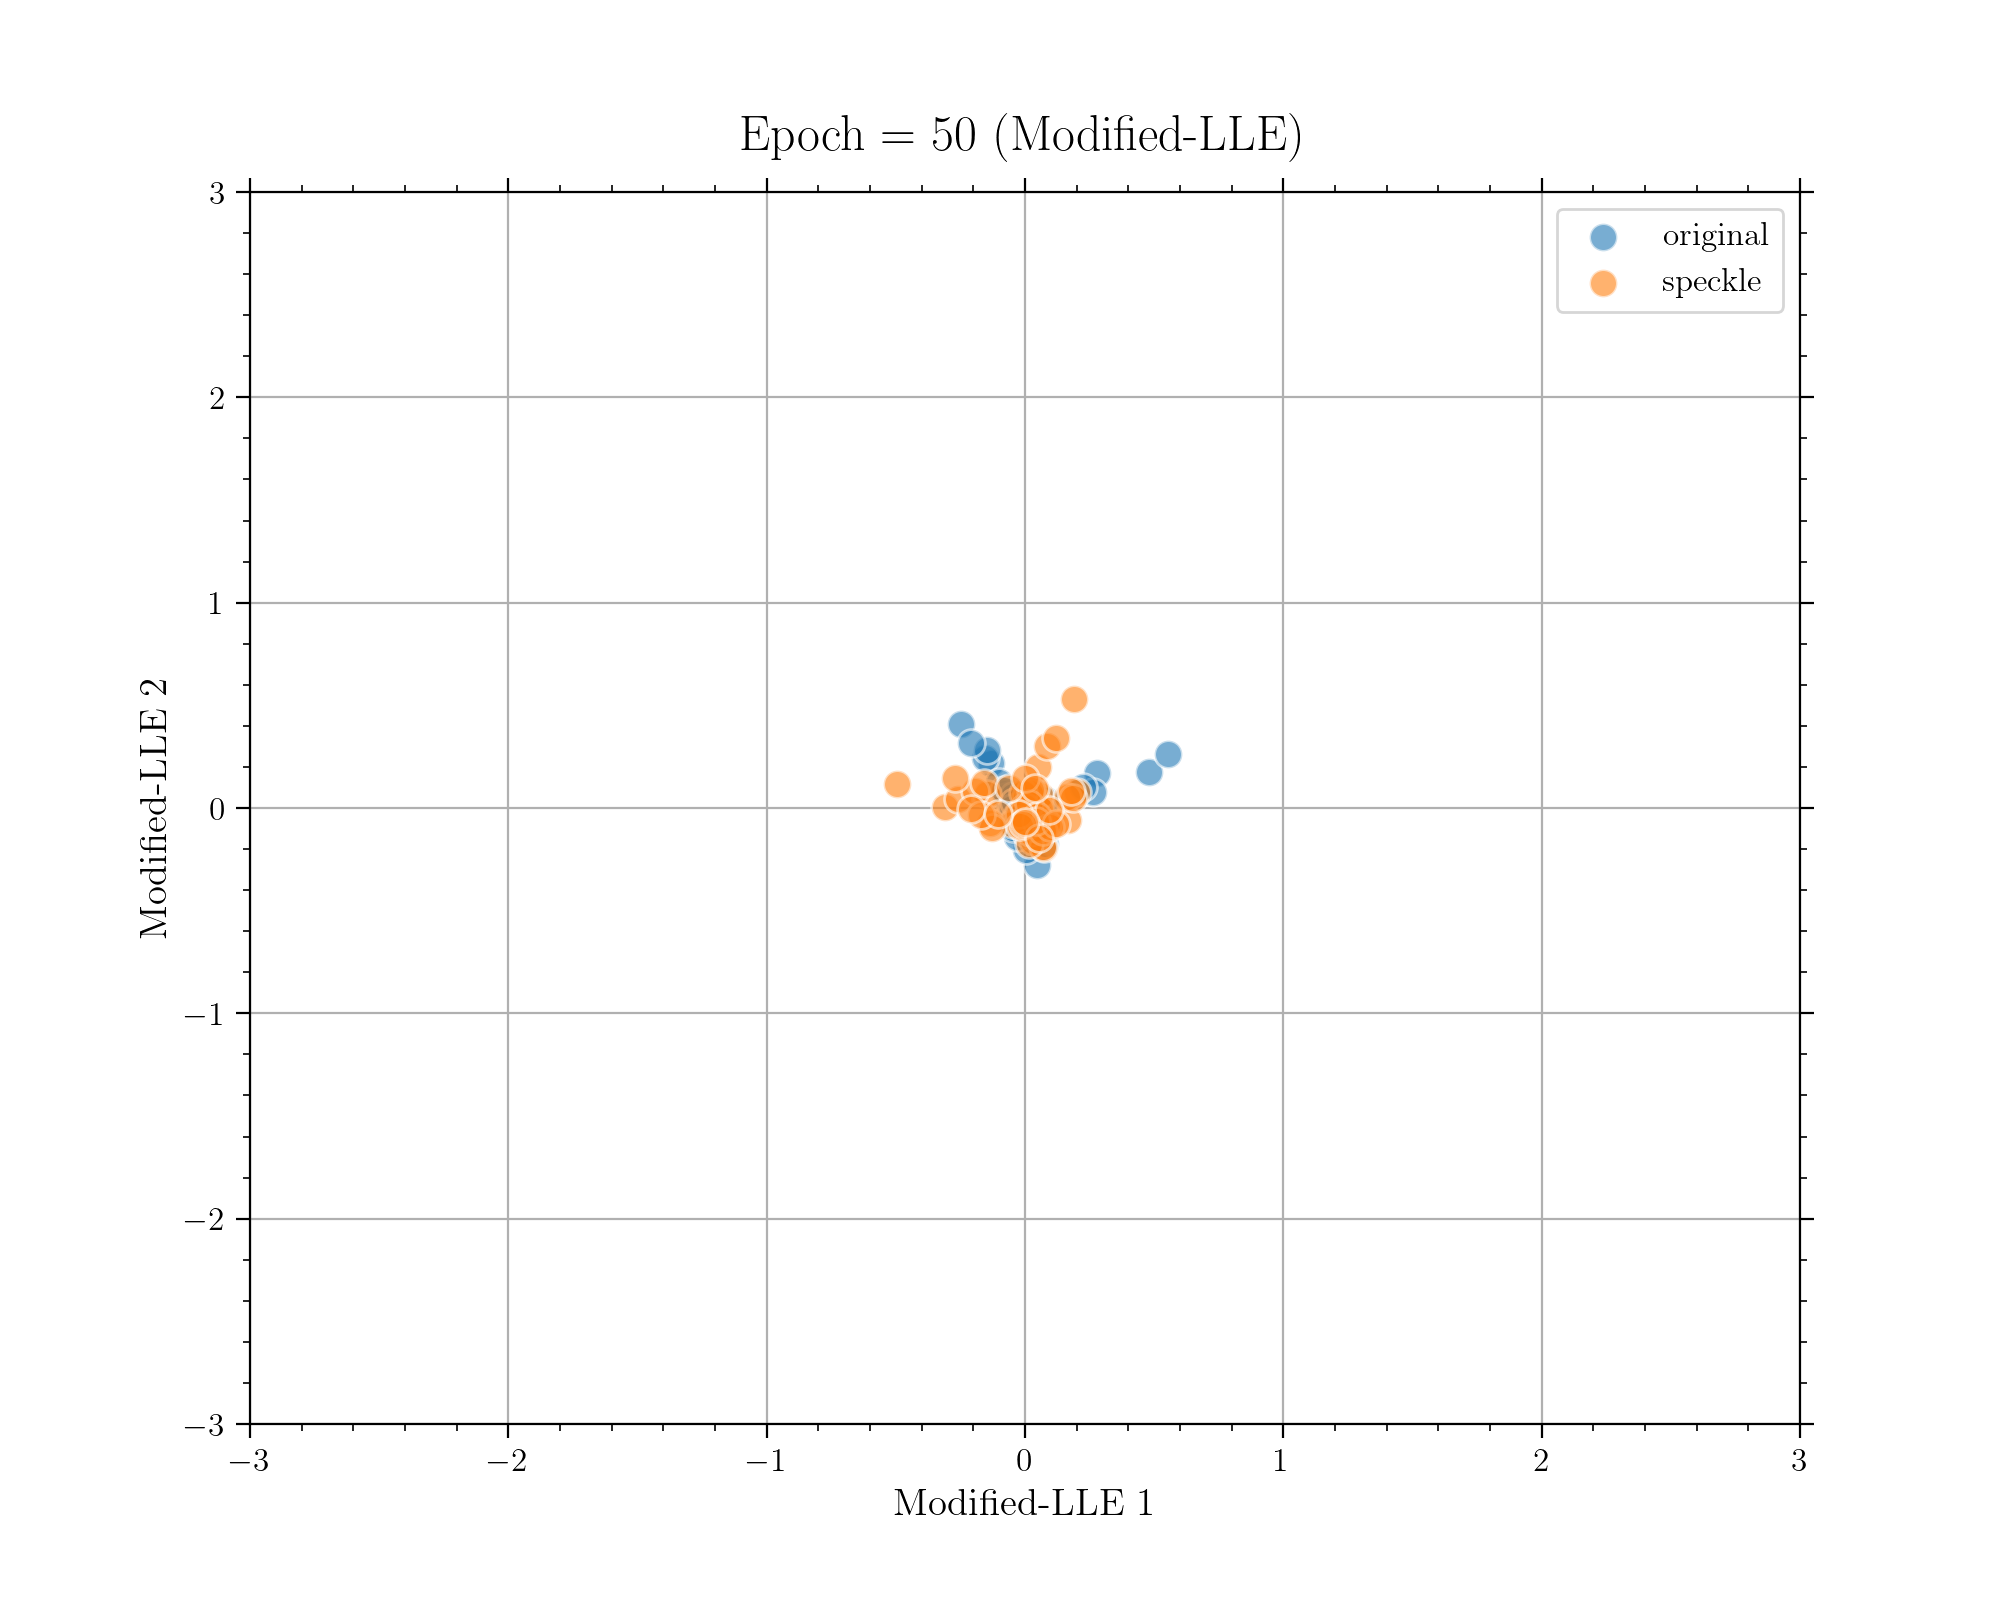 Epoch = 50 (Modified-LLE)
original
speckle
3
2
1
0
−1
−2
−3
Modified-LLE 2
−3
−2
−1
0
1
2
3
Modified-LLE 1